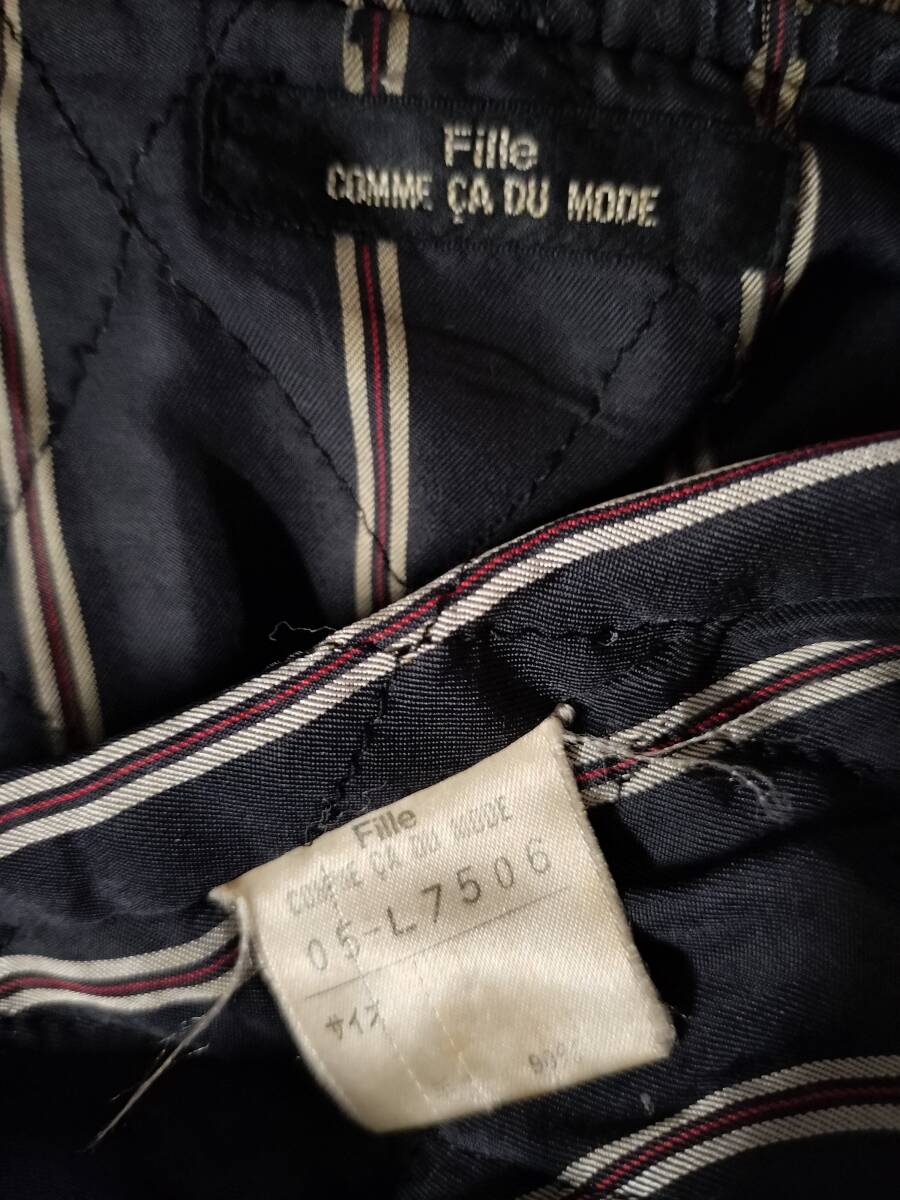 Fille
COMME ÇA DU MODE
Fille
COMME ÇA DU MODE
05-L7506
サイズ